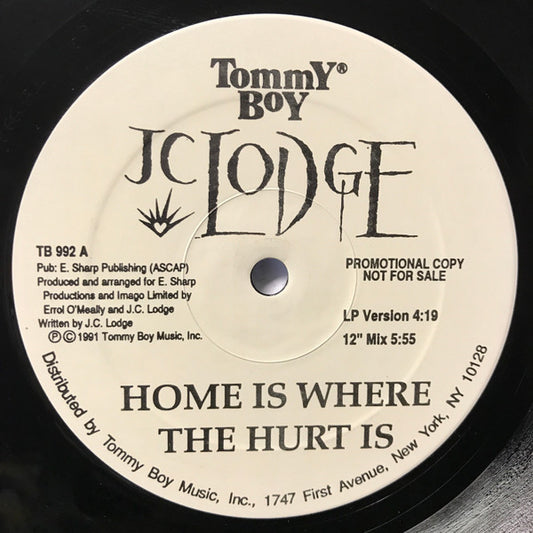 Tommy®
Boy
JC LODGE
TB 992 A
Pub: E. Sharp Publishing (ASCAP)
Produced and arranged for E. Sharp
Productions and Imago Limited by
Errol O'Meally and J.C. Lodge
Written by J.C. Lodge
Ⓟ © 1991 Tommy Boy Music, Inc.
PROMOTIONAL COPY
NOT FOR SALE
LP Version 4:19
12" Mix 5:55
HOME IS WHERE
THE HURT IS
Distributed by Tommy Boy Music, Inc., 1747 First Avenue, New York, NY 10128